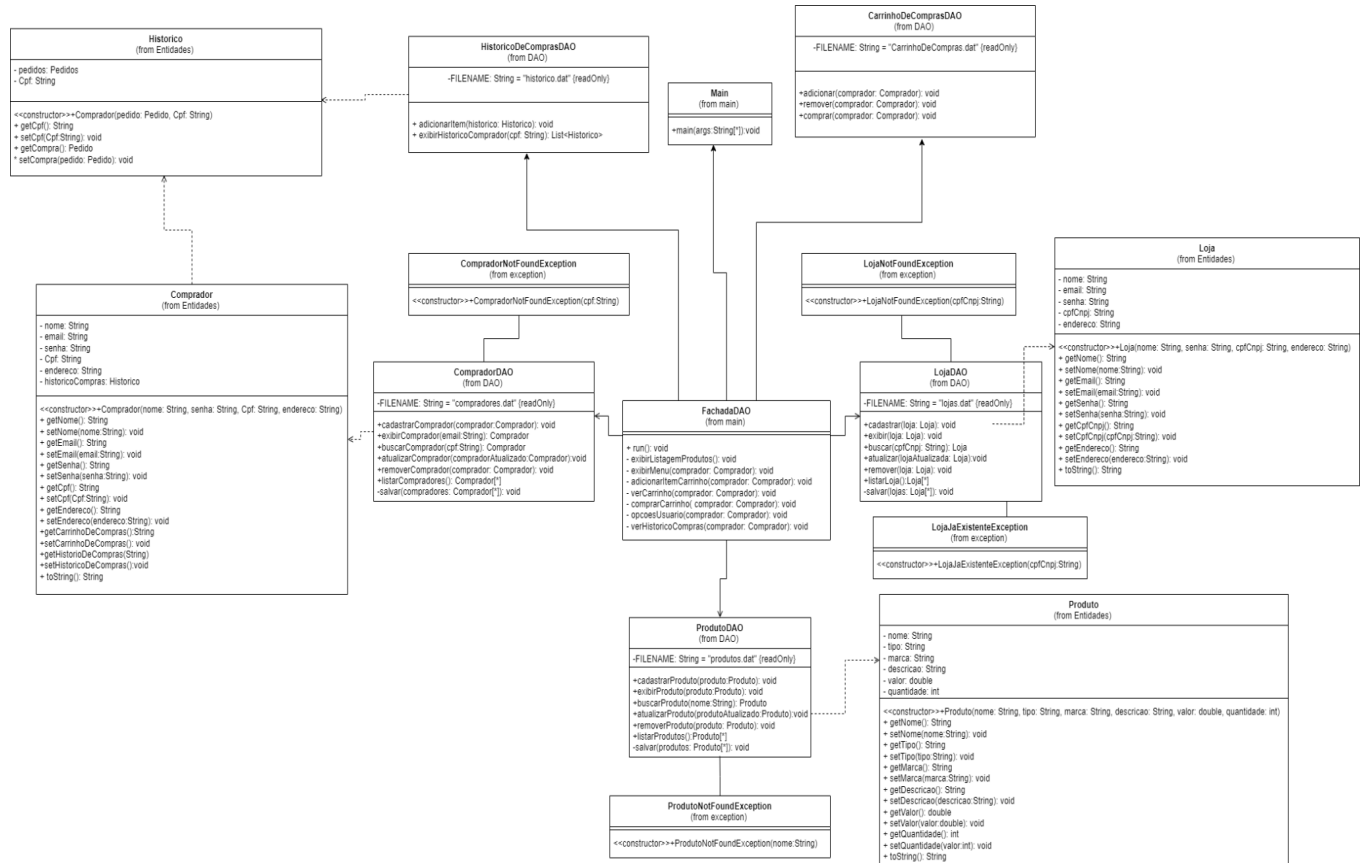 Historico
(from Entidades)
- pedidos: Pedidos
- Cpf: String
<<constructor>>+Comprador(pedido: Pedido, Cpf: String)
+ getCpf(): String
+ setCpf(Cpf:String): void
+ getCompra(): Pedido
* setCompra(pedido: Pedido): void
HistoricoDeComprasDAO
(from DAO)
-FILENAME: String = "historico.dat" {readOnly}
+ adicionarItem(historico: Historico): void
+ exibirHistoricoComprador(cpf: String): List<Historico>
Main
(from main)
+main(args:String[*]):void
CarrinhoDeComprasDAO
(from DAO)
-FILENAME: String = "CarrinhoDeCompras.dat" {readOnly}
+adicionar(comprador: Comprador): void
+remover(comprador: Comprador): void
+comprar(comprador: Comprador): void
Comprador
(from Entidades)
- nome: String
- email: String
- senha: String
- Cpf: String
- endereco: String
- historicoCompras: Historico
<<constructor>>+Comprador(nome: String, senha: String, Cpf: String, endereco: String)
+ getNome(): String
+ setNome(nome:String): void
+ getEmail(): String
+ setEmail(email:String): void
+ getSenha(): String
+ setSenha(senha:String): void
+ getCpf(): String
+ setCpf(Cpf:String): void
+ getEndereco(): String
+ setEndereco(endereco:String): void
+getCarrinhoDeCompras():String
+setCarrinhoDeCompras(): void
+getHistorioDeCompras(String)
+setHistoricoDeCompras():void
+ toString(): String
CompradorNotFoundException
(from exception)
<<constructor>>+CompradorNotFoundException(cpf:String)
CompradorDAO
(from DAO)
-FILENAME: String = "compradores.dat" {readOnly}
+cadastrarComprador(comprador:Comprador): void
+exibirComprador(email:String): Comprador
+buscarComprador(cpf:String): Comprador
+atualizarComprador(compradorAtualizado:Comprador):void
+removerComprador(comprador: Comprador): void
+listarCompradores(): Comprador[*]
-salvar(compradores: Comprador[*]): void
FachadaDAO
(from main)
+ run(): void
- exibirListagemProdutos(): void
- exibirMenu(comprador: Comprador): void
- adicionarItemCarrinho(comprador: Comprador): void
- verCarrinho(comprador: Comprador): void
- comprarCarrinho( comprador: Comprador): void
- opcoesUsuario(comprador: Comprador): void
- verHistoricoCompras(comprador: Comprador): void
LojaNotFoundException
(from exception)
<<constructor>>+LojaNotFoundException(cpfCnpj:String)
LojaDAO
(from DAO)
-FILENAME: String = "lojas.dat" {readOnly}
+cadastrar(loja: Loja): void
+exibir(loja: Loja): void
+buscar(cpfCnpj: String): Loja
+atualizar(lojaAtualizada: Loja):void
+remover(loja: Loja): void
+listarLoja():Loja[*]
-salvar(lojas: Loja[*]): void
LojaJaExistenteException
(from exception)
<<constructor>>+LojaJaExistenteException(cpfCnpj:String)
Loja
(from Entidades)
- nome: String
- email: String
- senha: String
- cpfCnpj: String
- endereco: String
<<constructor>>+Loja(nome: String, senha: String, cpfCnpj: String, endereco: String)
+ getNome(): String
+ setNome(nome:String): void
+ getEmail(): String
+ setEmail(email:String): void
+ getSenha(): String
+ setSenha(senha:String): void
+ getCpfCnpj(): String
+ setCpfCnpj(cpfCnpj:String): void
+ getEndereco(): String
+ setEndereco(endereco:String): void
+ toString(): String
ProdutoDAO
(from DAO)
-FILENAME: String = "produtos.dat" {readOnly}
+cadastrarProduto(produto:Produto): void
+exibirProduto(produto:Produto): void
+buscarProduto(nome:String): Produto
+atualizarProduto(produtoAtualizado:Produto):void
+removerProduto(produto: Produto): void
+listarProdutos():Produto[*]
-salvar(produtos: Produto[*]): void
ProdutoNotFoundException
(from exception)
<<constructor>>+ProdutoNotFoundException(nome:String)
Produto
(from Entidades)
- nome: String
- tipo: String
- marca: String
- descricao: String
- valor: double
- quantidade: int
<<constructor>>+Produto(nome: String, tipo: String, marca: String, descricao: String, valor: double, quantidade: int)
+ getNome(): String
+ setNome(nome:String): void
+ getTipo(): String
+ setTipo(tipo:String): void
+ getMarca(): String
+ setMarca(marca:String): void
+ getDescricao(): String
+ setDescricao(descricao:String): void
+ getValor(): double
+ setValor(valor:double): void
+ getQuantidade(): int
+ setQuantidade(valor:int): void
+ toString(): String